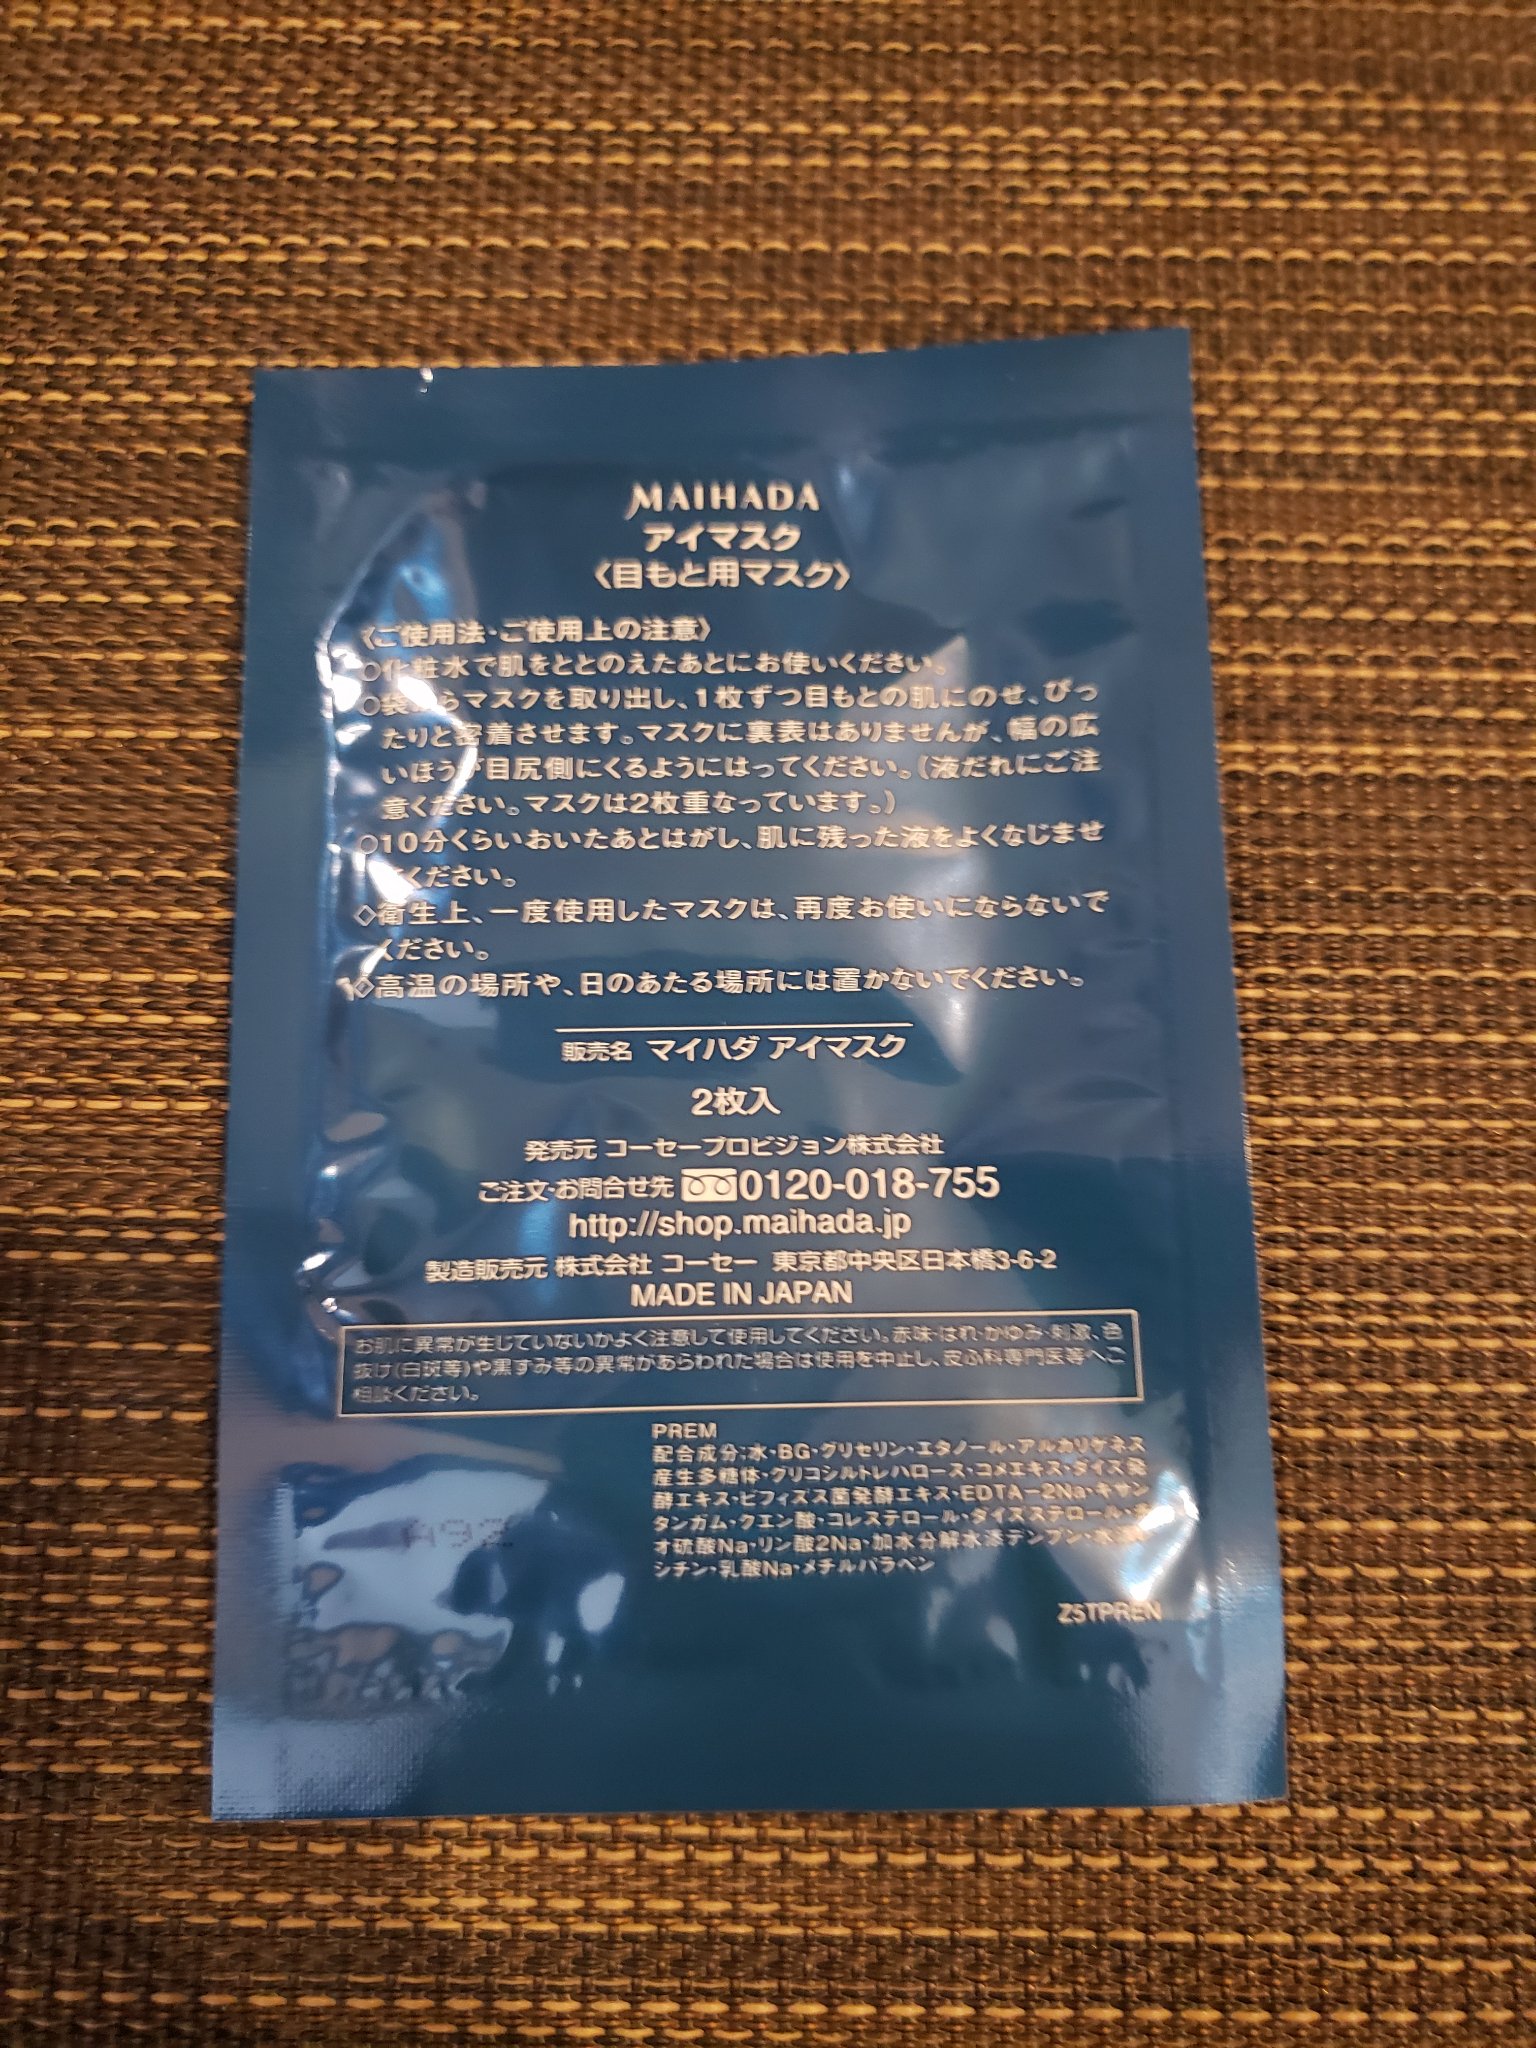 MAIHADA
アイマスク
〈目もと用マスク〉
〈ご使用法・ご使用上の注意〉
○化粧水で肌をととのえたあとにお使いください。
○袋からマスクを取り出し、1枚ずつ目もとの肌にのせ、ぴっ
たりと密着させます。マスクに裏表はありませんが、幅の広
いほうが目尻側にくるようにはってください。(液だれにご注
意ください。マスクは2枚重なっています。)
○10分くらいおいたあとはがし、肌に残った液をよくなじませ
てください。
◇衛生上、一度使用したマスクは、再度お使いにならないで
ください。
◇高温の場所や、日のあたる場所には置かないでください。
販売名 マイハダ アイマスク
2枚入
発売元 コーセープロビジョン株式会社
ご注文・お問合せ先 0120-018-755
http://shop.maihada.jp
製造販売元 株式会社 コーセー 東京都中央区日本橋3-6-2
MADE IN JAPAN
お肌に異常が生じていないかよく注意して使用してください。赤味・はれ・かゆみ・刺激、色
抜け(白斑等)や黒ずみ等の異常があらわれた場合は使用を中止し、皮ふ科専門医等へご
相談ください。
PREM
配合成分:水・BG・グリセリン・エタノール・アルカリゲネス
産生多糖体・グリコシルトレハロース・コメエキス・ダイズ発
酵エキス・ビフィズス菌発酵エキス・EDTA−2Na・キサン
タンガム・クエン酸・コレステロール・ダイズステロール・
オ硫酸Na・リン酸2Na・加水分解水添デンプン・水添
シチン・乳酸Na・メチルパラベン
Z5TPREN